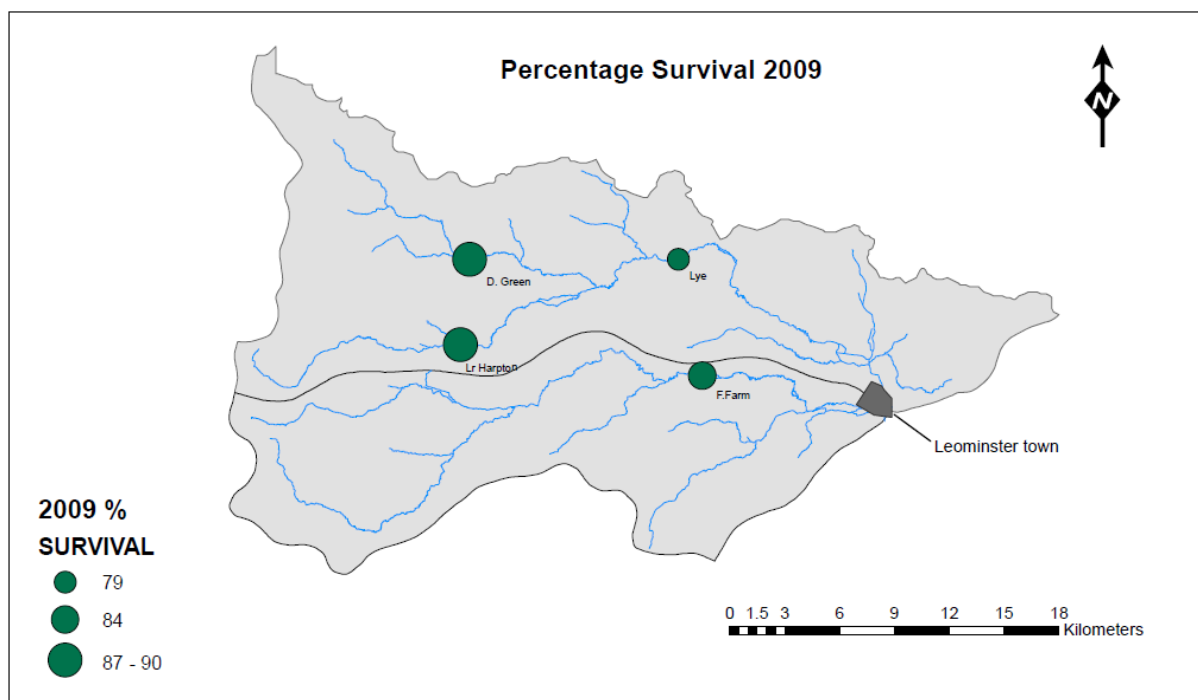 Percentage Survival 2009
N
D. Green
Lye
Lr Harpton
F.Farm
Leominster town
2009 %
SURVIVAL
79
84
87 - 90
0 1.5 3 6 9 12 15 18
Kilometers